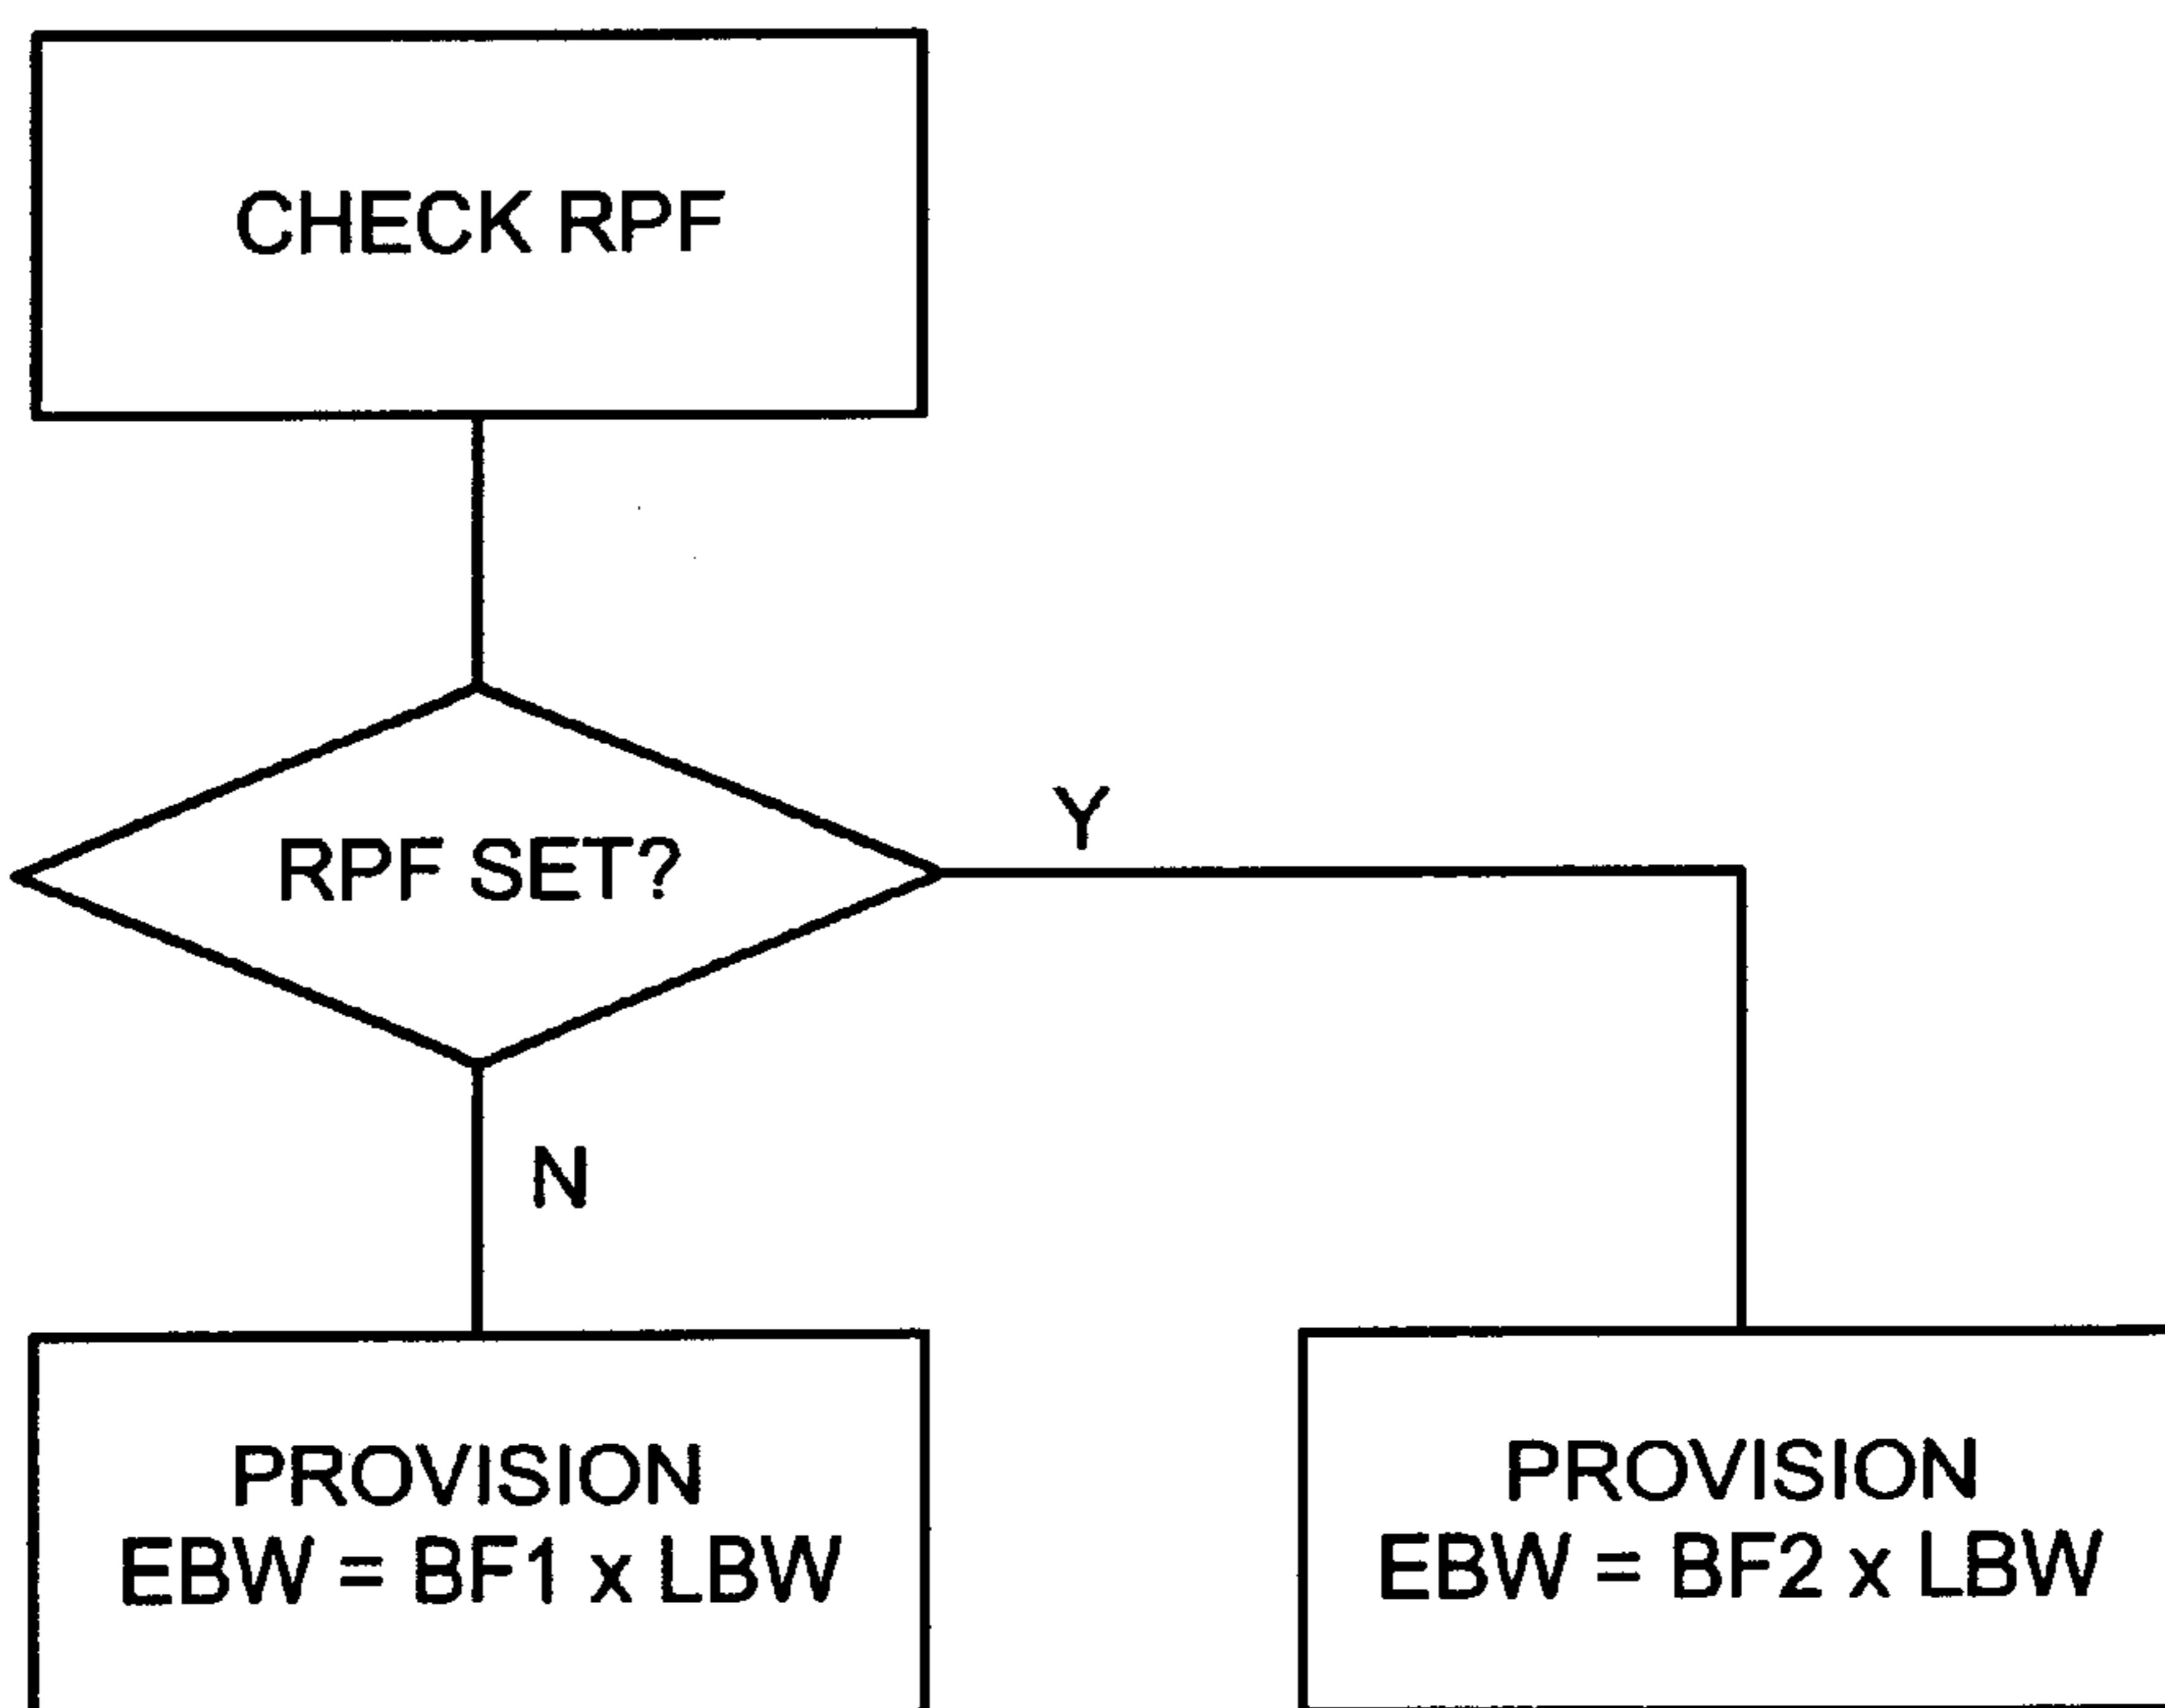 CHECK RPF
RPF SET?
Y
N
PROVISION
EBW = BF1 x LBW
PROVISION
EBW = BF2 x LBW